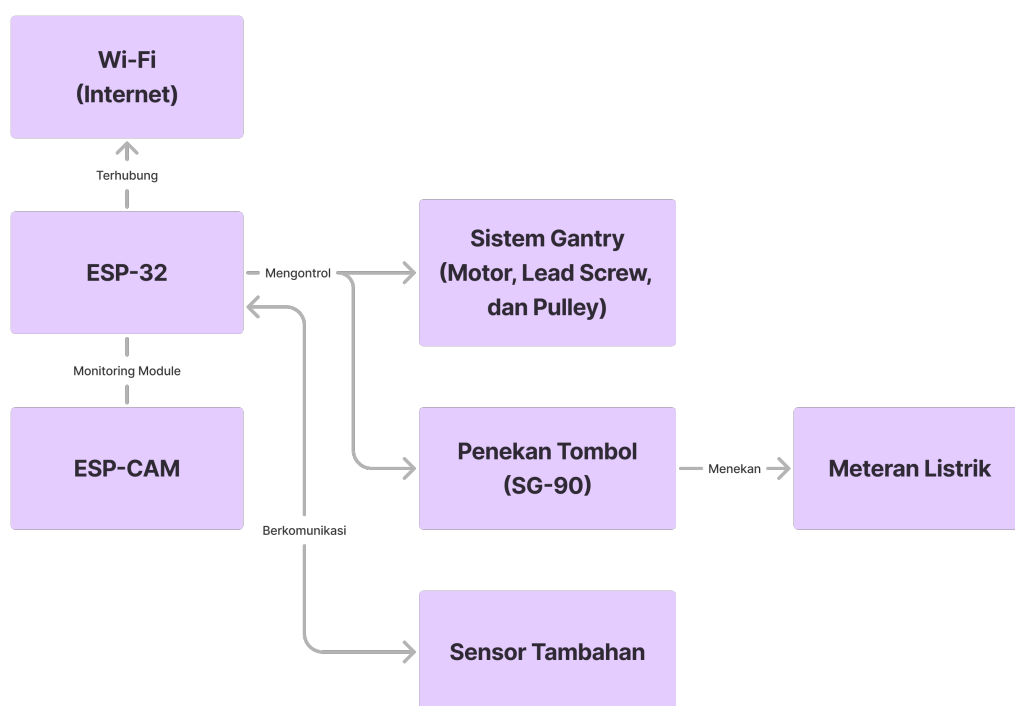 Wi-Fi
(Internet)
Terhubung
ESP-32
Mengontrol
Sistem Gantry
(Motor, Lead Screw,
dan Pulley)
Monitoring Module
ESP-CAM
Penekan Tombol
(SG-90)
Menekan
Meteran Listrik
Berkomunikasi
Sensor Tambahan